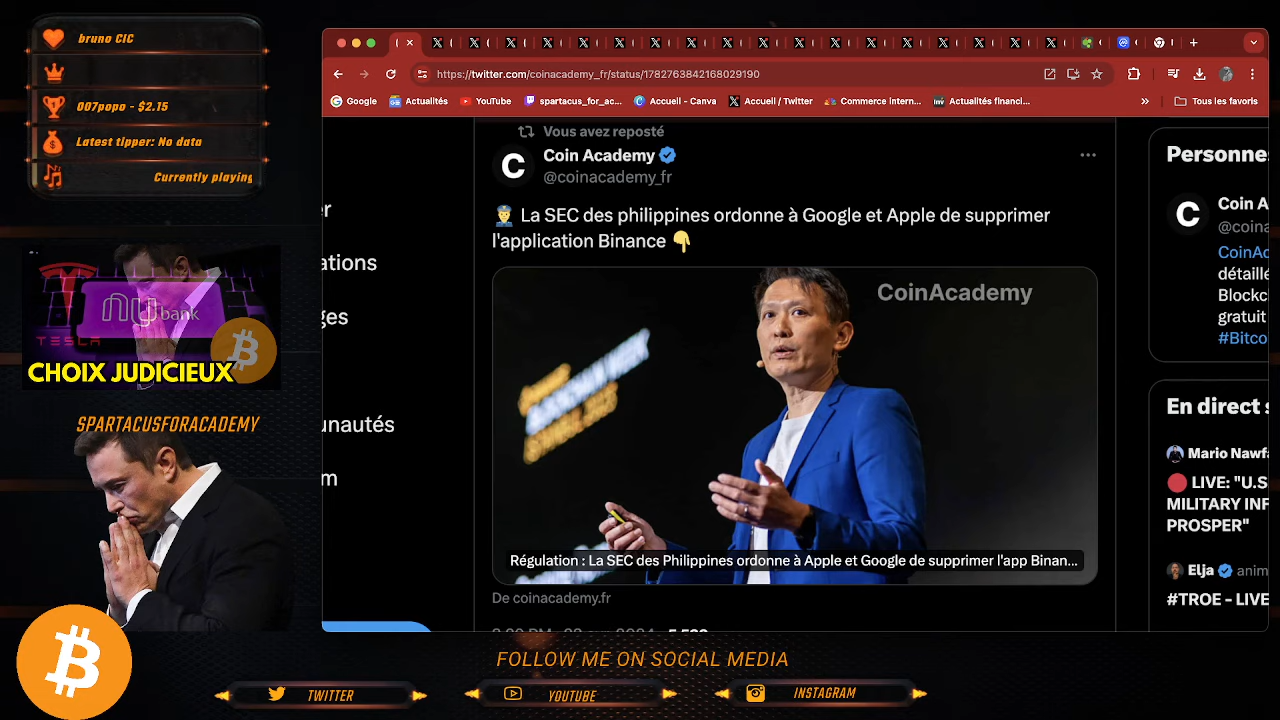 bruno CIC
007popo - $2.15
Latest tipper: No data
Currently playing
nu bank
TESLA
CHOIX JUDICIEUX
SPARTACUSFORACADEMY
https://twitter.com/coinacademy_fr/status/1782763842168029190
Google
Actualités
YouTube
spartacus_for_ac...
Accueil - Canva
Accueil / Twitter
Commerce intern...
Actualités financi...
»
Tous les favoris
er
ations
ges
unautés
m
Vous avez reposté
Coin Academy
@coinacademy_fr
La SEC des philippines ordonne à Google et Apple de supprimer
l'application Binance
CoinAcademy
Régulation : La SEC des Philippines ordonne à Apple et Google de supprimer l'app Binan...
De coinacademy.fr
Personne
Coin A
@coina
CoinAc
détaillé
Blockc
gratuit
#Bitco
En direct s
Mario Nawfa
LIVE: "U.S
MILITARY INF
PROSPER"
Elja anim
#TROE - LIVE
FOLLOW ME ON SOCIAL MEDIA
TWITTER
YOUTUBE
INSTAGRAM